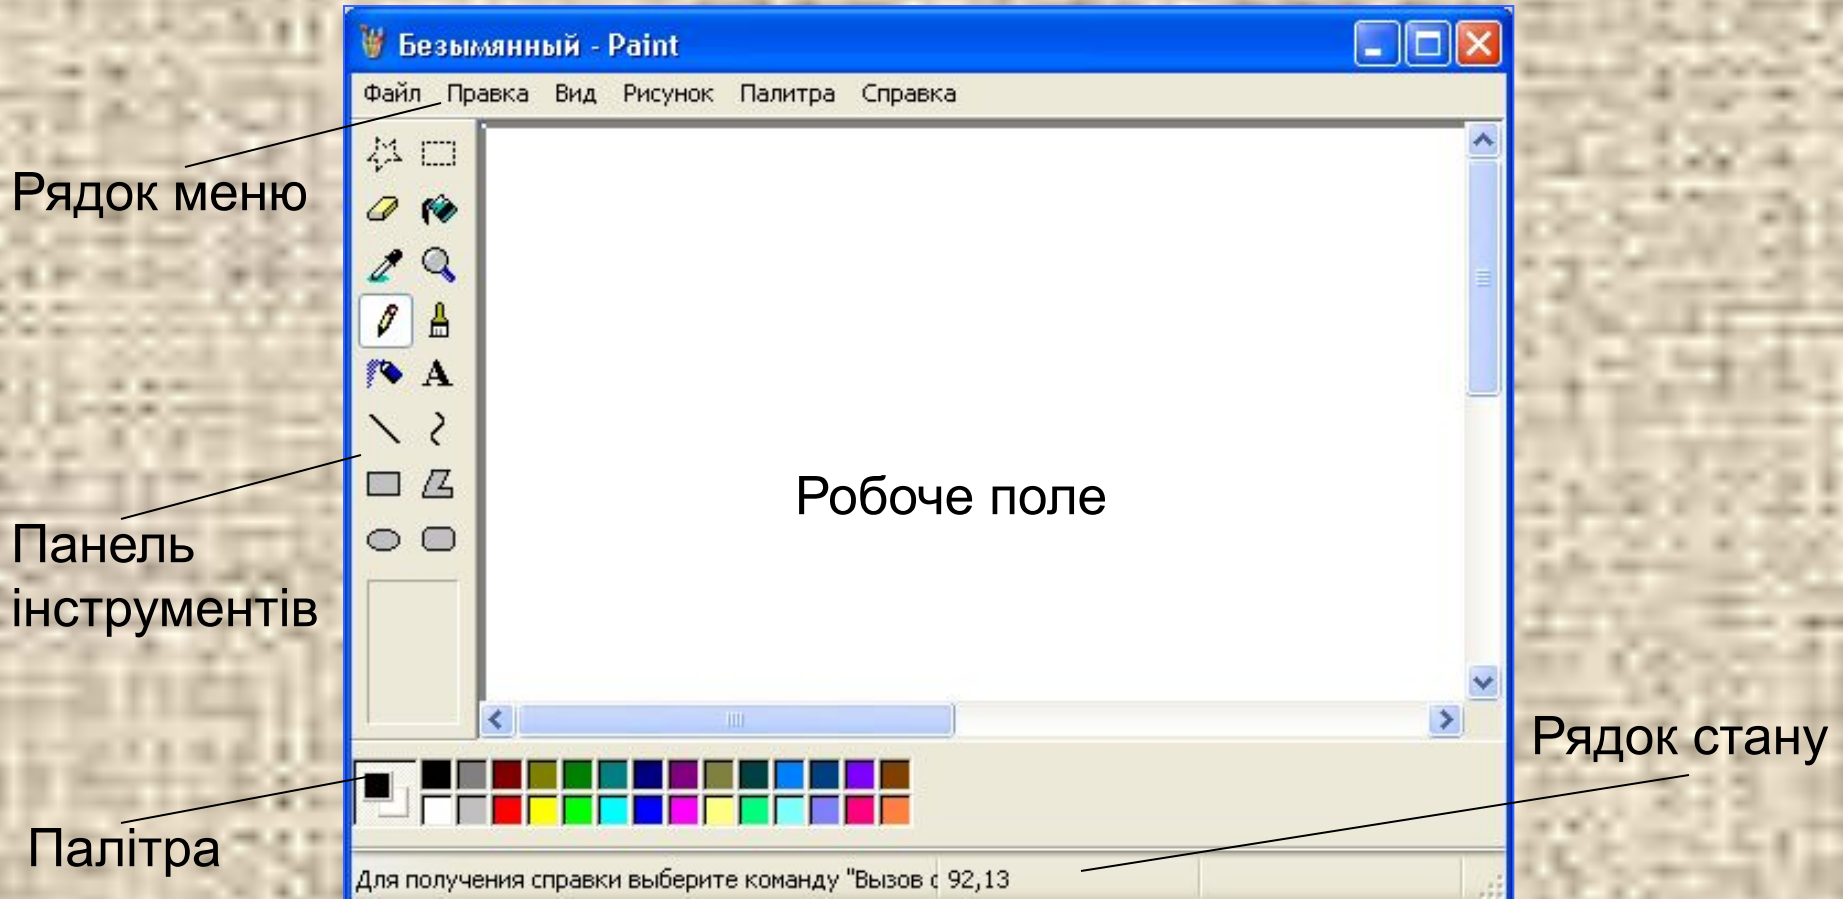 Безымянный - Paint
Файл Правка Вид Рисунок Палитра Справка
Рядок меню
A
Робоче поле
Панель
інструментів
Рядок стану
Палітра
Для получения справки выберите команду "Вызов с 92,13